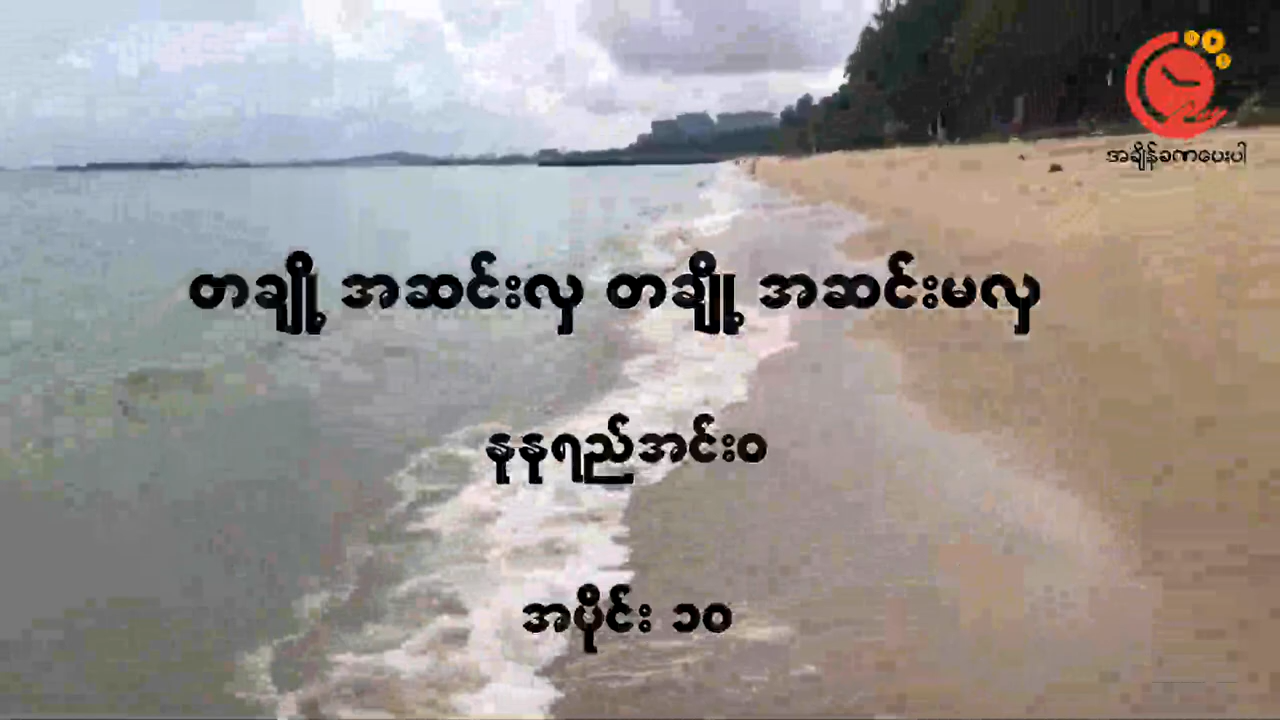 အချိန်ခဏပေးပါ
တချို့ အဆင်းလှ တချို့ အဆင်းမလှ
နုနုရည်အင်းဝ
အပိုင်း ၁၀